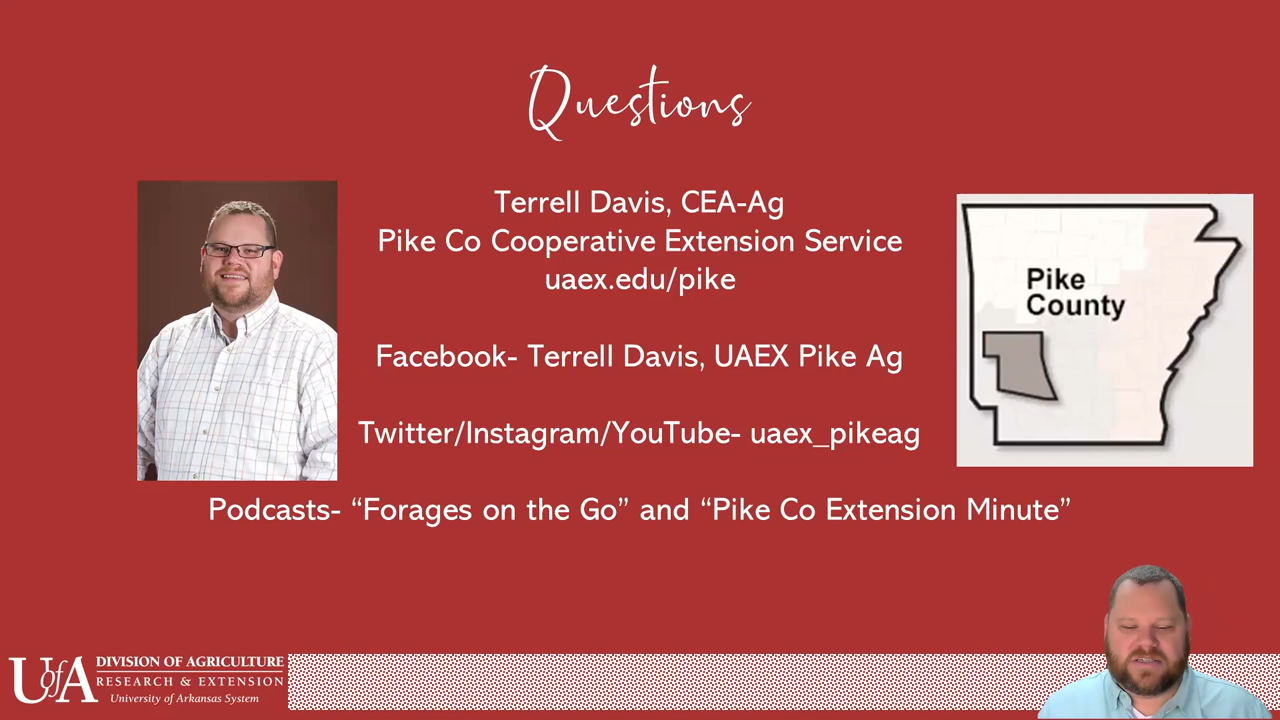 Questions
Terrell Davis, CEA-Ag
Pike Co Cooperative Extension Service
uaex.edu/pike
Facebook- Terrell Davis, UAEX Pike Ag
Twitter/Instagram/YouTube- uaex_pikeag
Podcasts- “Forages on the Go” and “Pike Co Extension Minute”
Pike
County
UofA
DIVISION OF AGRICULTURE
RESEARCH & EXTENSION
University of Arkansas System